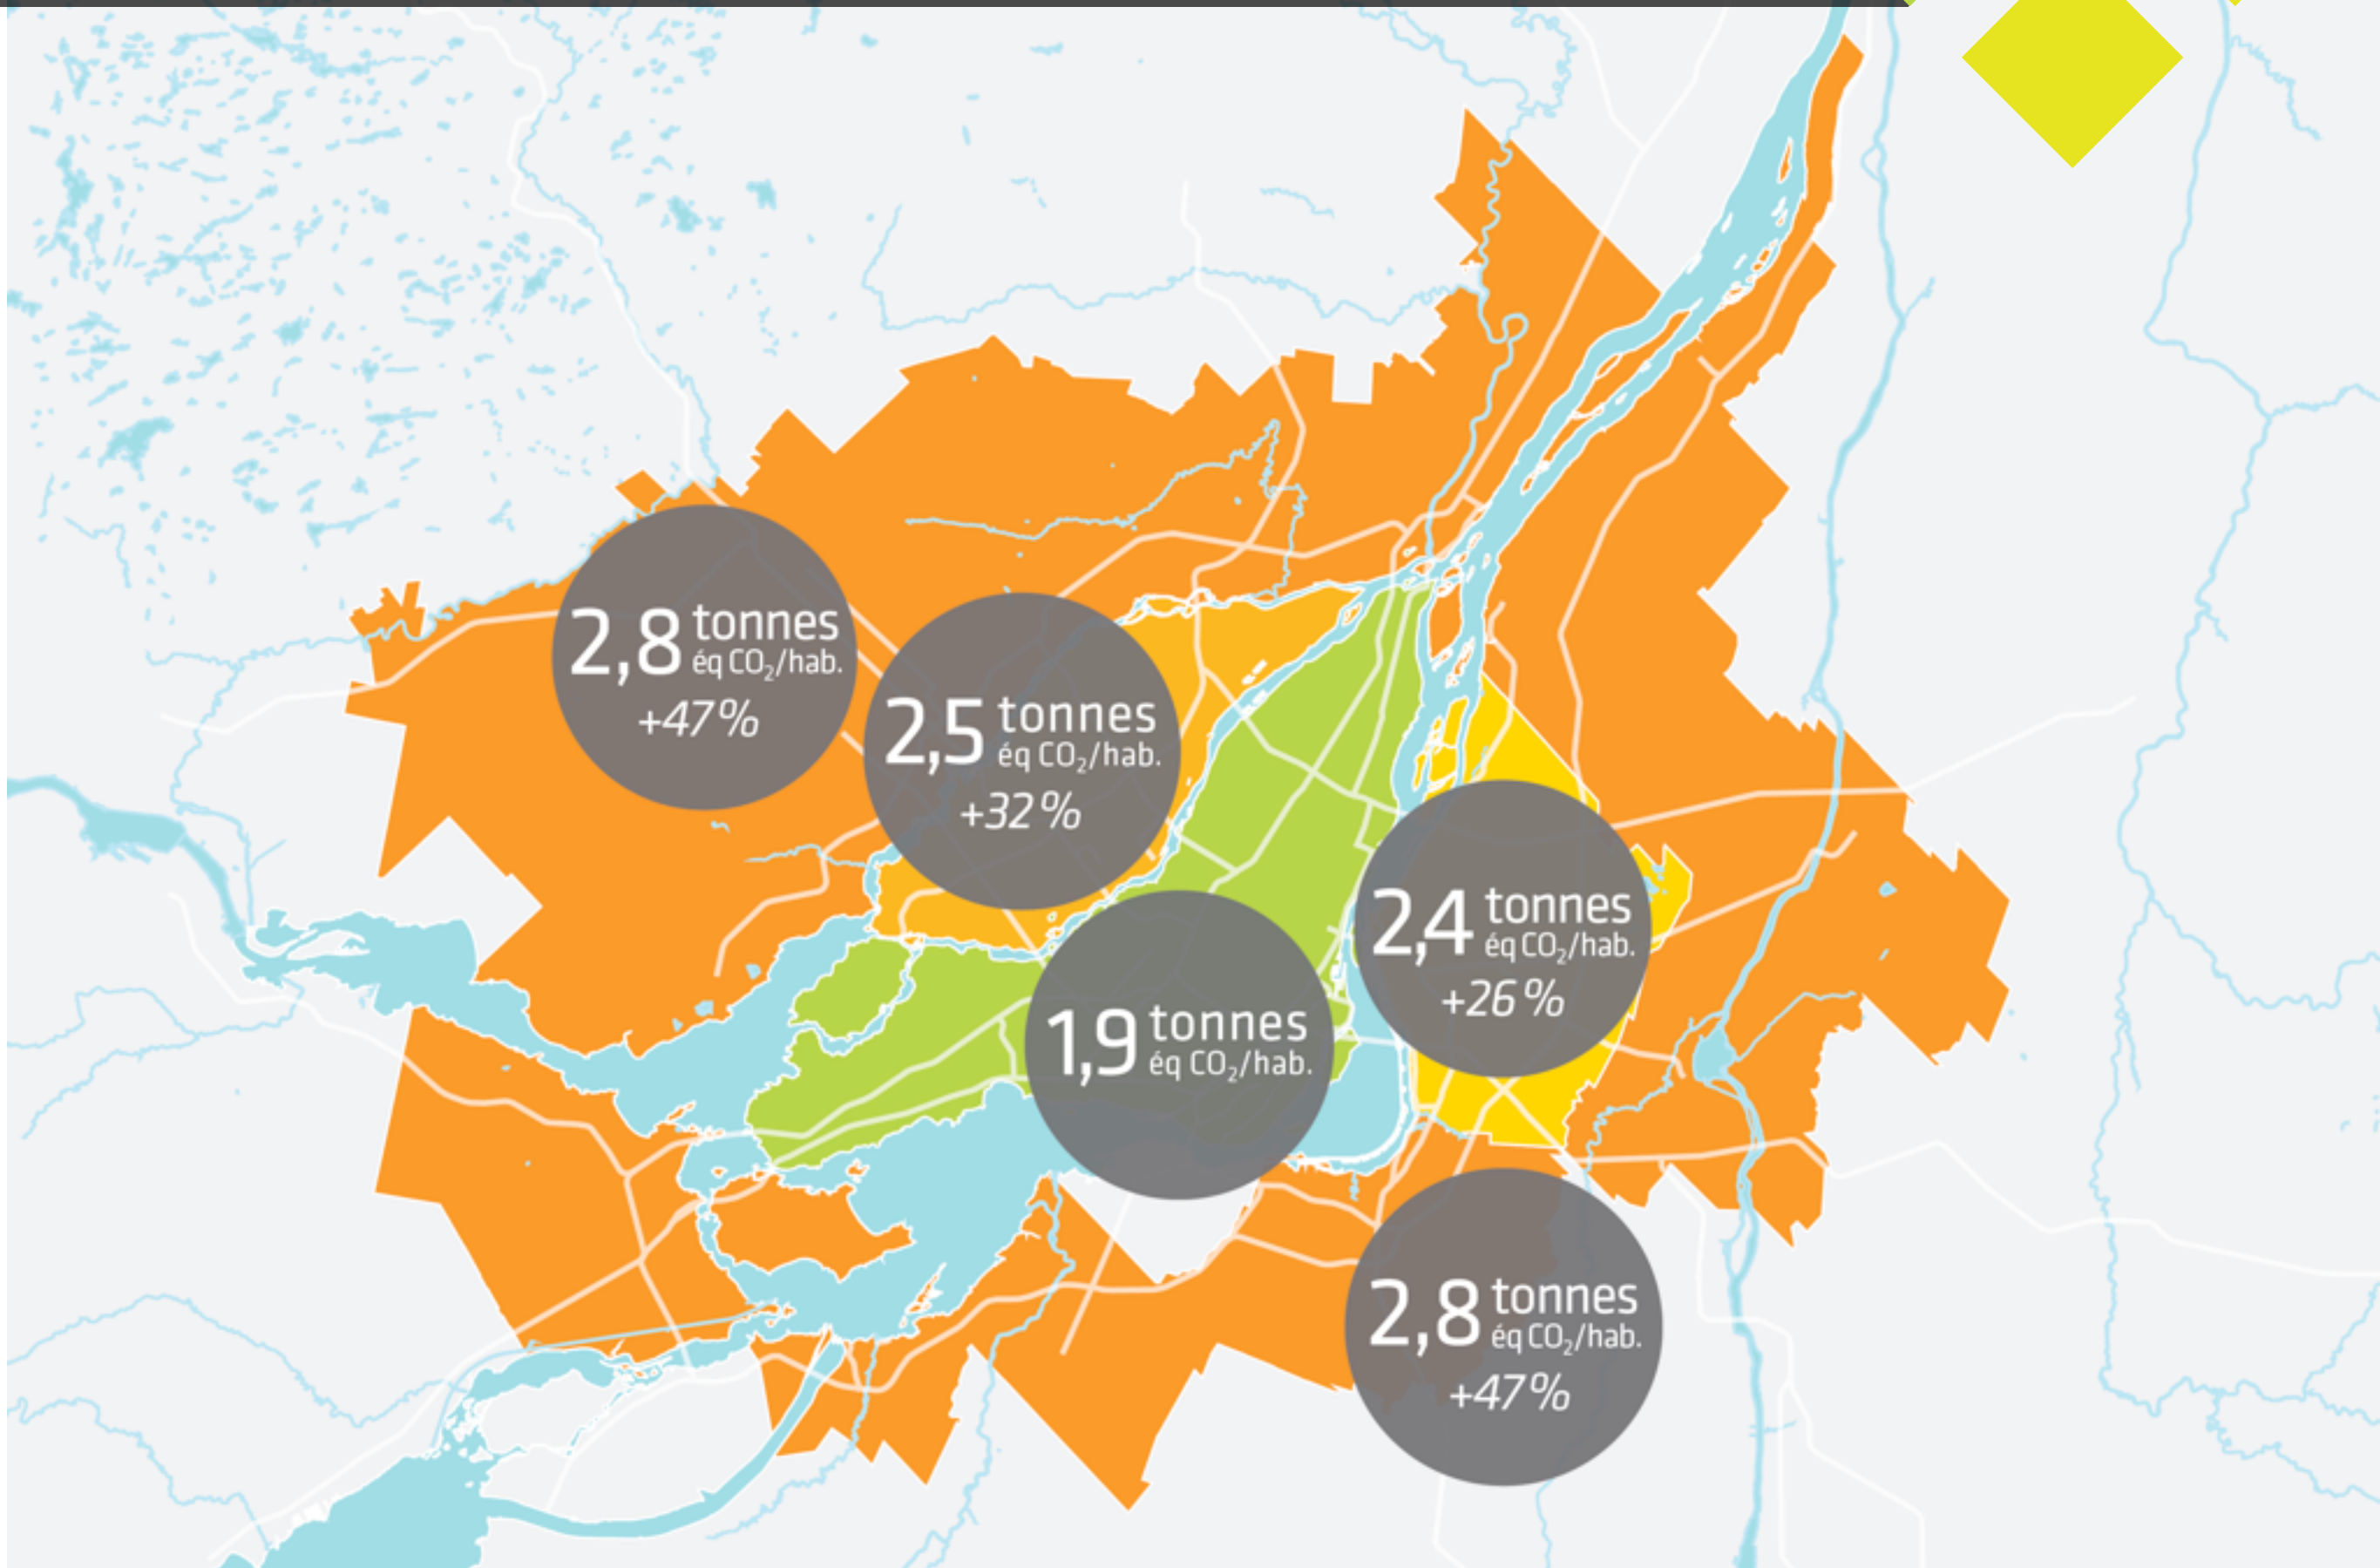 2,8 tonnes
éq CO₂/hab.
+47 %
2,5 tonnes
éq CO₂/hab.
+32 %
2,4 tonnes
éq CO₂/hab.
+26 %
1,9 tonnes
éq CO₂/hab.
2,8 tonnes
éq CO₂/hab.
+47 %